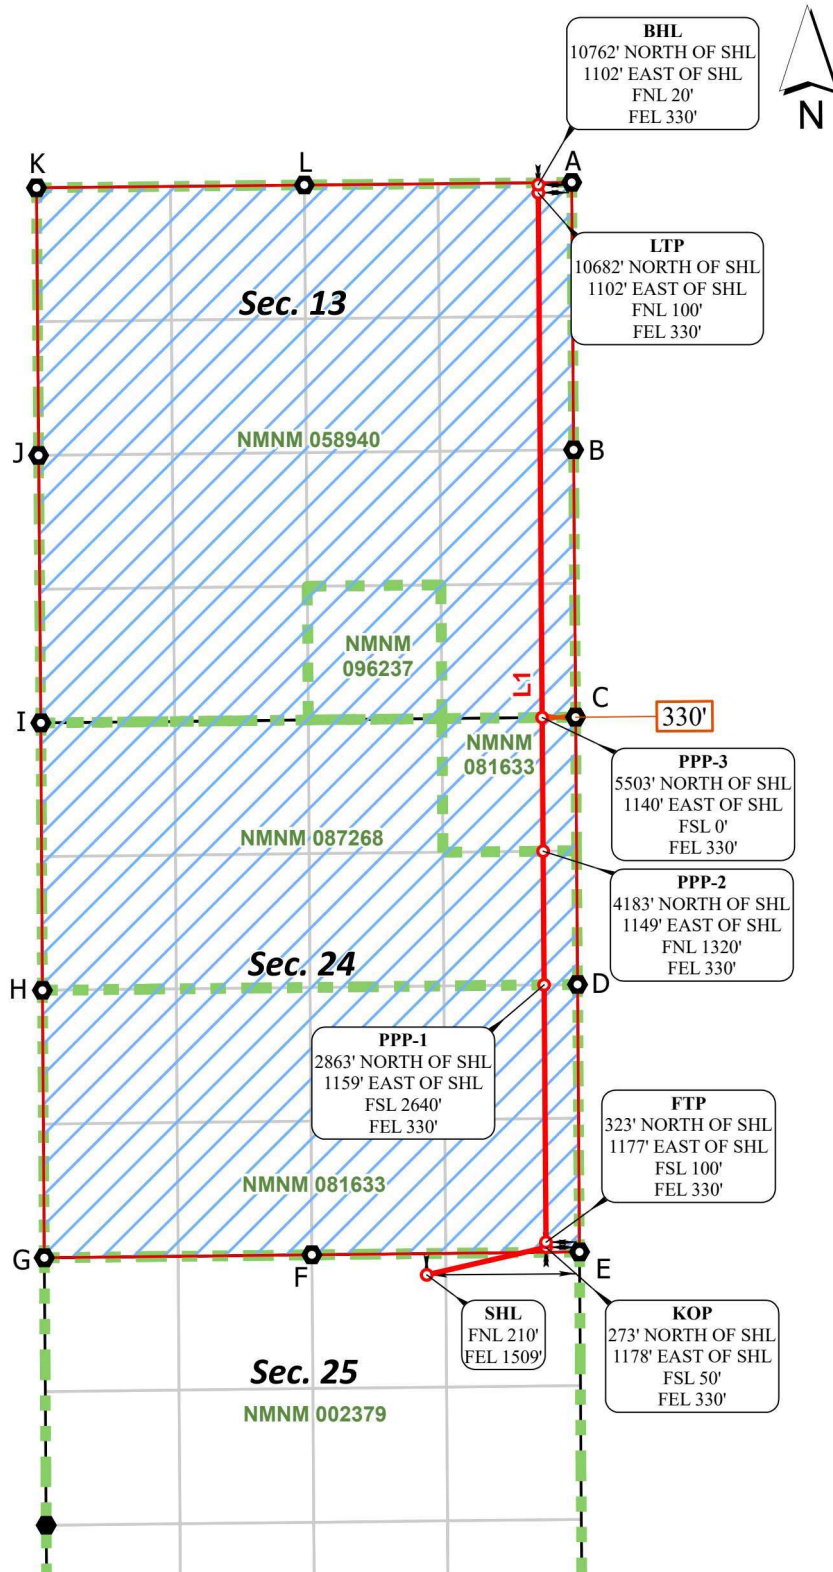 BHL
10762' NORTH OF SHL
1102' EAST OF SHL
FNL 20'
FEL 330'
N
K
L
A
LTP
10682' NORTH OF SHL
1102' EAST OF SHL
FNL 100'
FEL 330'
Sec. 13
NMNM 058940
J
B
NMNM
096237
L1
C
330'
I
NMNM
081633
PPP-3
5503' NORTH OF SHL
1140' EAST OF SHL
FSL 0'
FEL 330'
NMNM 087268
PPP-2
4183' NORTH OF SHL
1149' EAST OF SHL
FNL 1320'
FEL 330'
Sec. 24
H
D
PPP-1
2863' NORTH OF SHL
1159' EAST OF SHL
FSL 2640'
FEL 330'
FTP
323' NORTH OF SHL
1177' EAST OF SHL
FSL 100'
FEL 330'
NMNM 081633
G
F
E
SHL
FNL 210'
FEL 1509'
KOP
273' NORTH OF SHL
1178' EAST OF SHL
FSL 50'
FEL 330'
Sec. 25
NMNM 002379